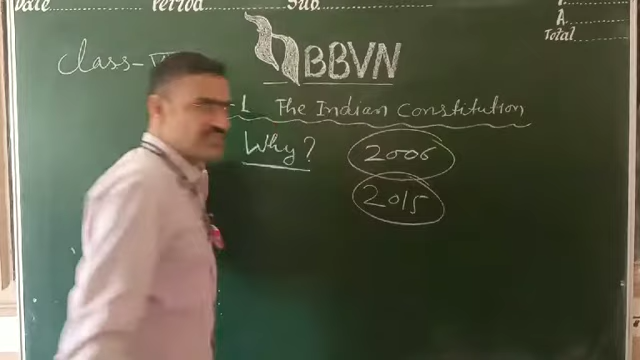 Date Period Sub
A.
Total
Class-
BBVN
-1 The Indian Constitution
Why? 2006
2015